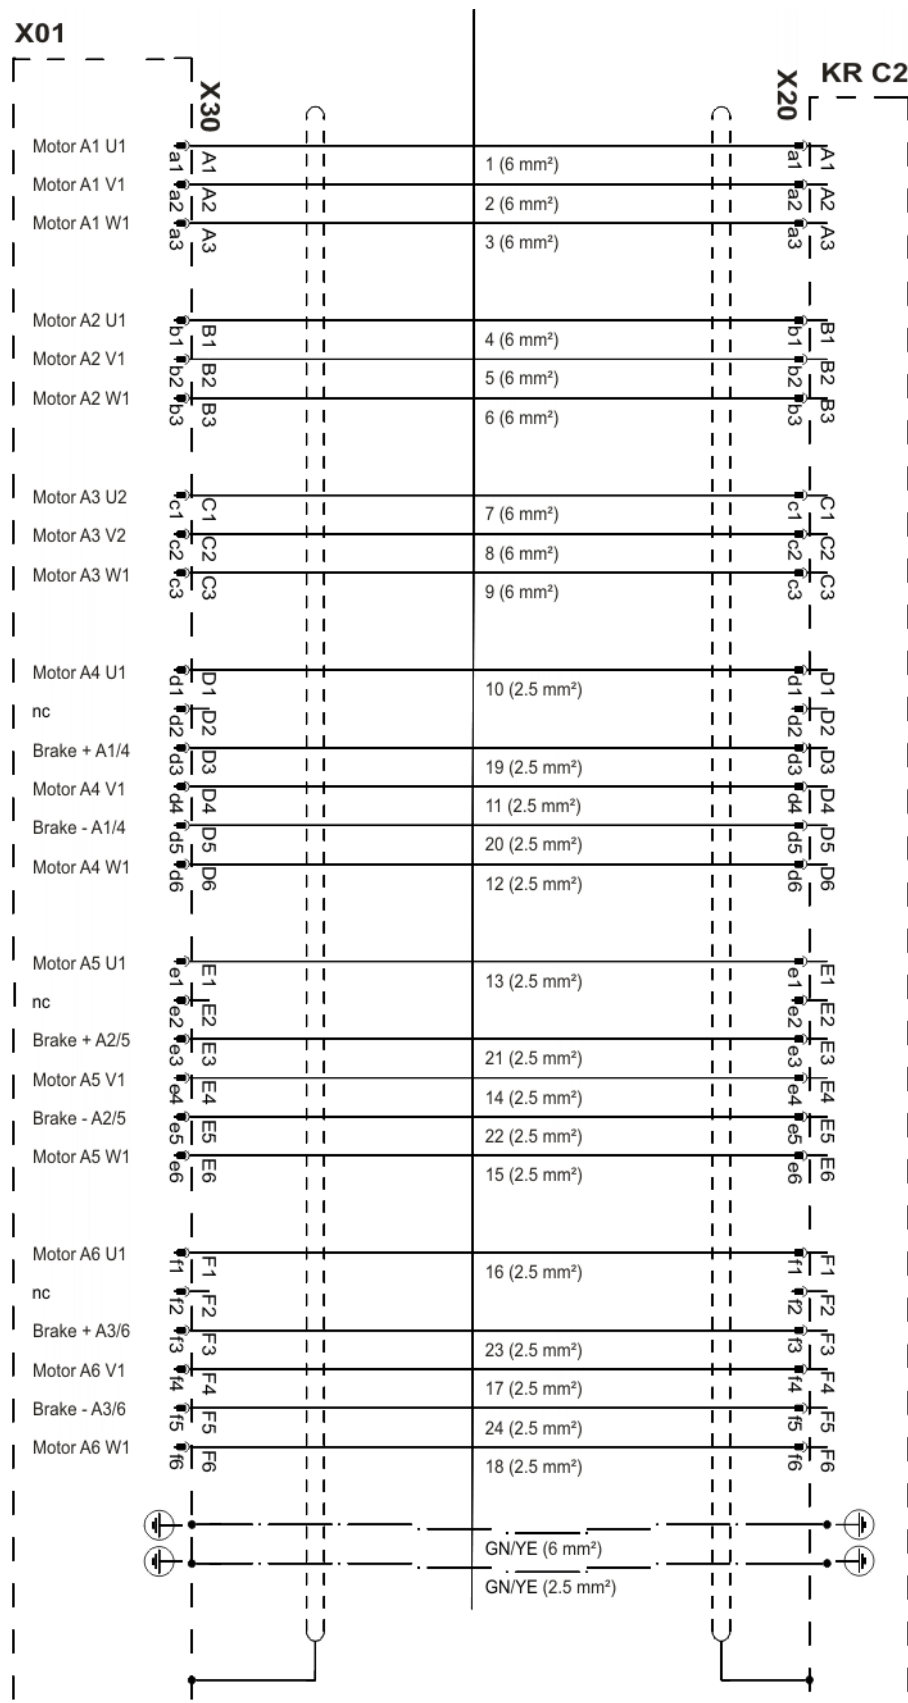 X01
KR C2
X30
X20
Motor A1 U1 a1 A1 1 (6 mm²) a1 A1
Motor A1 V1 a2 A2 2 (6 mm²) a2 A2
Motor A1 W1 a3 A3 3 (6 mm²) a3 A3
Motor A2 U1 b1 B1 4 (6 mm²) b1 B1
Motor A2 V1 b2 B2 5 (6 mm²) b2 B2
Motor A2 W1 b3 B3 6 (6 mm²) b3 B3
Motor A3 U2 c1 C1 7 (6 mm²) c1 C1
Motor A3 V2 c2 C2 8 (6 mm²) c2 C2
Motor A3 W1 c3 C3 9 (6 mm²) c3 C3
Motor A4 U1 d1 D1 10 (2.5 mm²) d1 D1
nc d2 D2 d2 D2
Brake + A1/4 d3 D3 19 (2.5 mm²) d3 D3
Motor A4 V1 d4 D4 11 (2.5 mm²) d4 D4
Brake - A1/4 d5 D5 20 (2.5 mm²) d5 D5
Motor A4 W1 d6 D6 12 (2.5 mm²) d6 D6
Motor A5 U1 e1 E1 13 (2.5 mm²) e1 E1
nc e2 E2 e2 E2
Brake + A2/5 e3 E3 21 (2.5 mm²) e3 E3
Motor A5 V1 e4 E4 14 (2.5 mm²) e4 E4
Brake - A2/5 e5 E5 22 (2.5 mm²) e5 E5
Motor A5 W1 e6 E6 15 (2.5 mm²) e6 E6
Motor A6 U1 f1 F1 16 (2.5 mm²) f1 F1
nc f2 F2 f2 F2
Brake + A3/6 f3 F3 23 (2.5 mm²) f3 F3
Motor A6 V1 f4 F4 17 (2.5 mm²) f4 F4
Brake - A3/6 f5 F5 24 (2.5 mm²) f5 F5
Motor A6 W1 f6 F6 18 (2.5 mm²) f6 F6
GN/YE (6 mm²)
GN/YE (2.5 mm²)